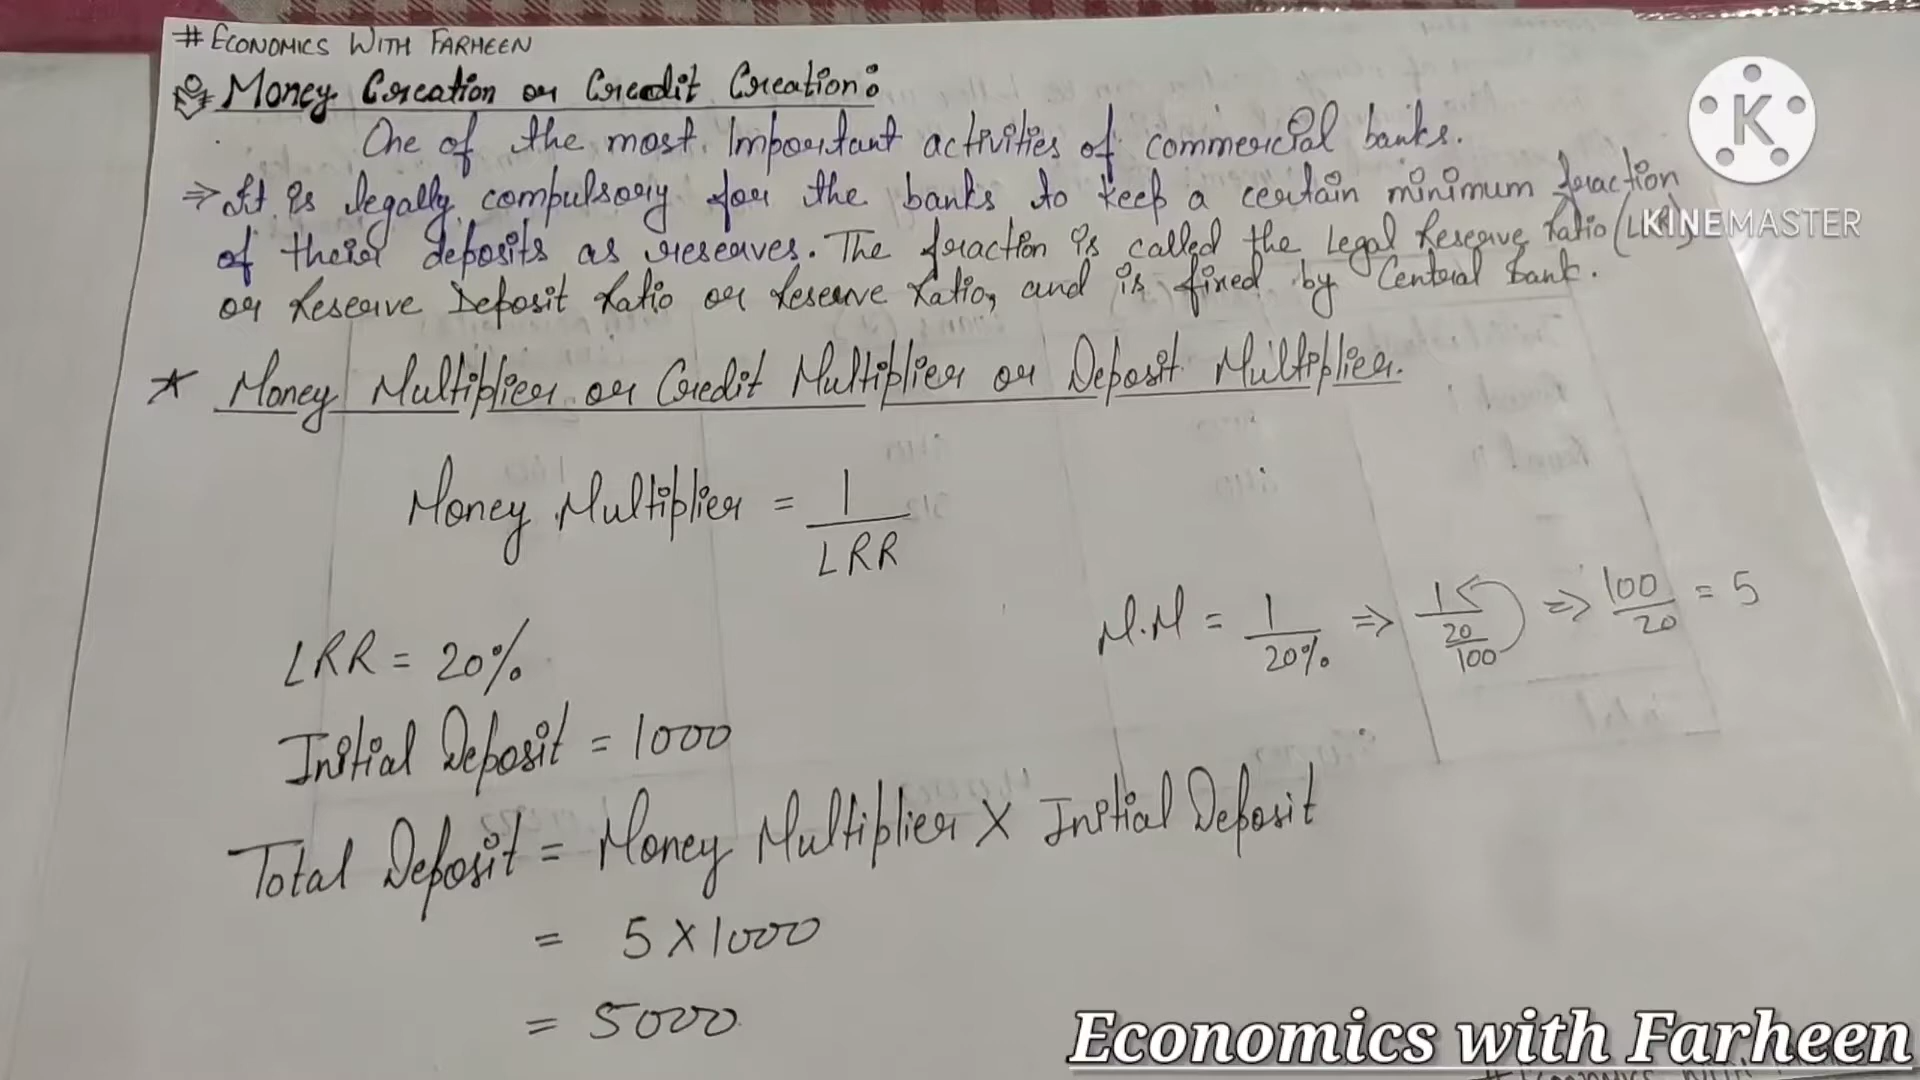 # ECONOMICS WITH FARHEEN
Money Creation or Credit Creation:
One of the most Important activities of commercial banks.
⇒ It is legally compulsory for the banks to keep a certain minimum fraction
of their deposits as reserves. The fraction is called the Legal Reserve Ratio (LRR)
or Reserve Deposit Ratio or Reserve Ratio, and is fixed by Central Bank.
K
KINEMASTER
* Money Multiplier or Credit Multiplier or Deposit Multiplier.
Money Multiplier = 1/LRR
M.M = 1/20% ⇒ 1/(20/100) ⇒ 100/20 = 5
LRR = 20%
Initial Deposit = 1000
Total Deposit = Money Multiplier X Initial Deposit
= 5 X 1000
= 5000
Economics with Farheen